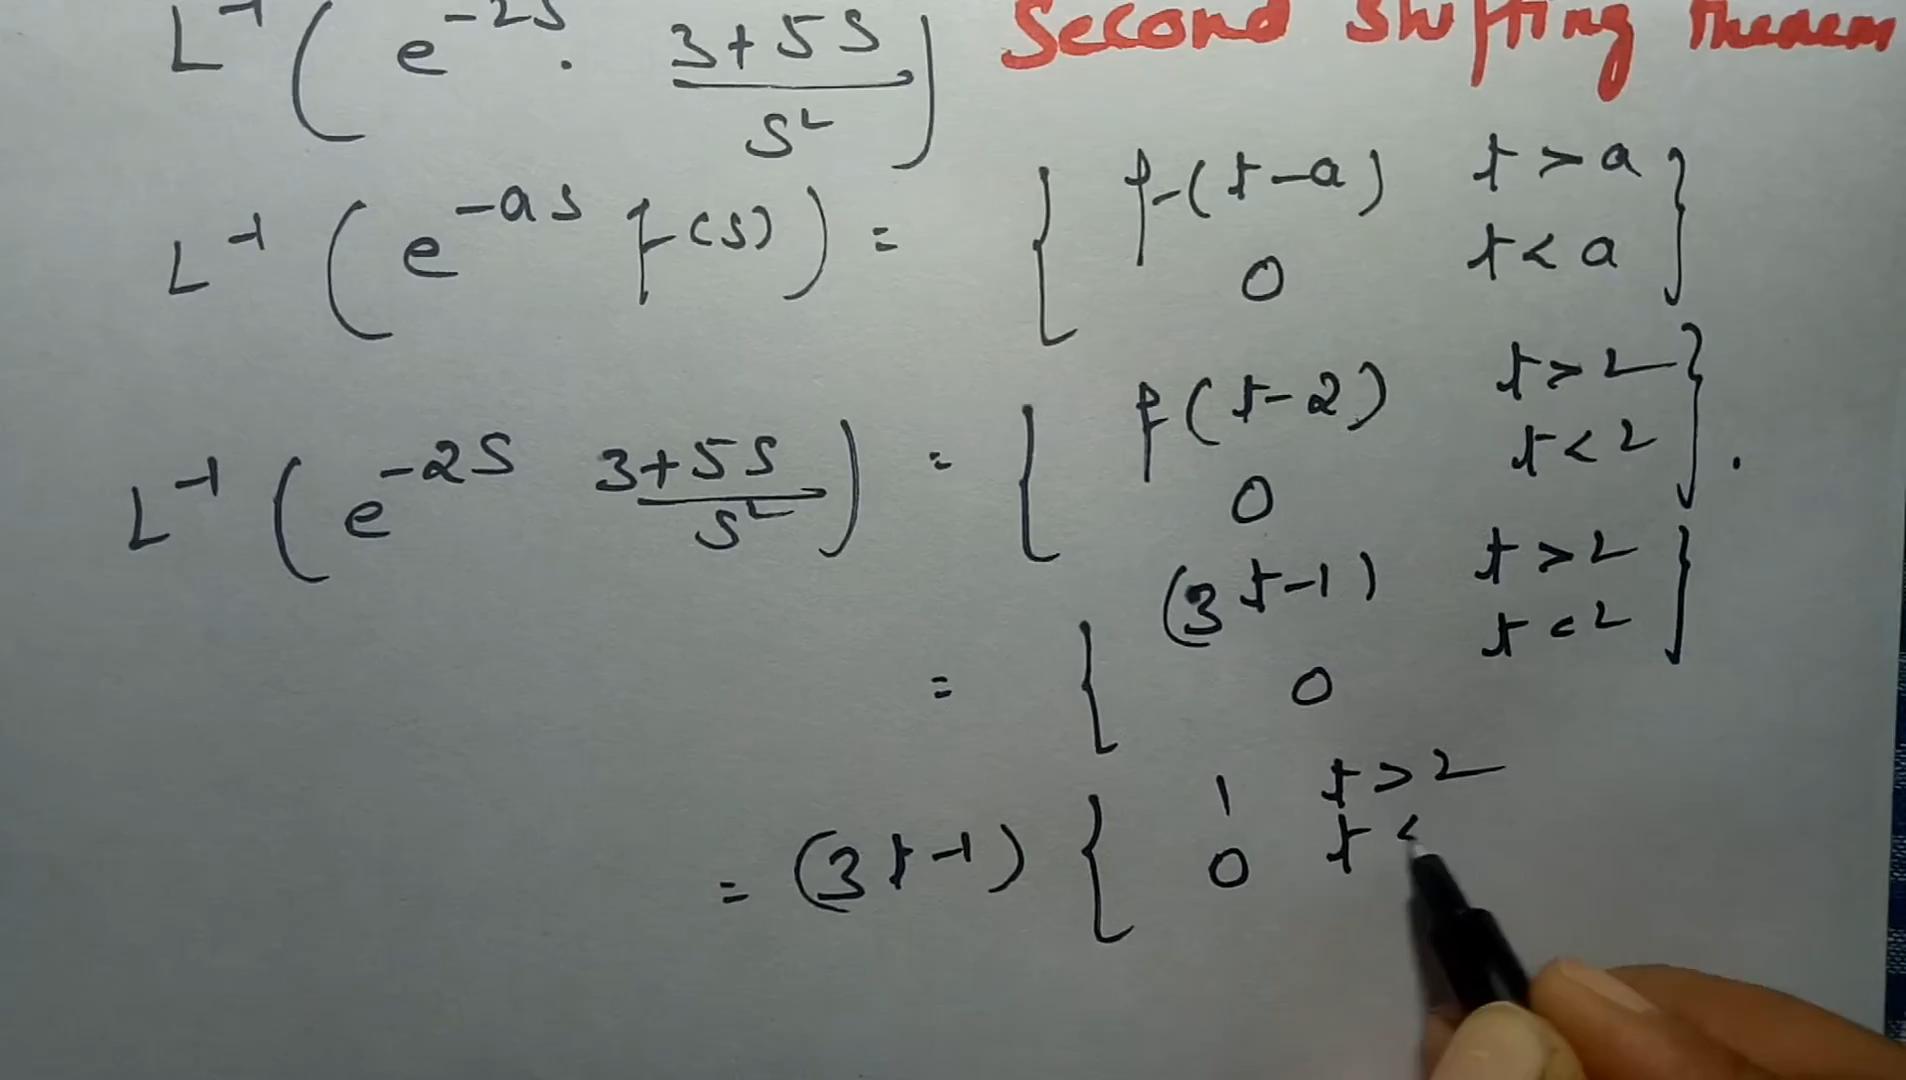 L⁻¹ ( e⁻²ˢ · (3+5s)/s² ) Second Shifting Theorem
L⁻¹ ( e⁻ᵃˢ f(s) ) = { f(t-a) t > a
0 t < a }
L⁻¹ ( e⁻²ˢ (3+5s)/s² ) = { f(t-2) t > 2
0 t < 2 } .
= { (3t-1) t > 2
0 t < 2 }
= (3t-1) { 1 t > 2
0 t <